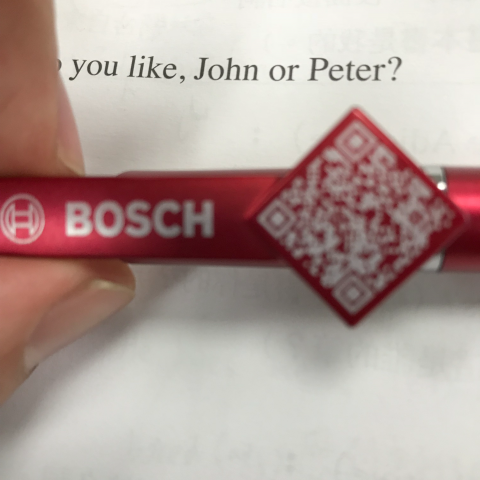 you like, John or Peter?
BOSCH